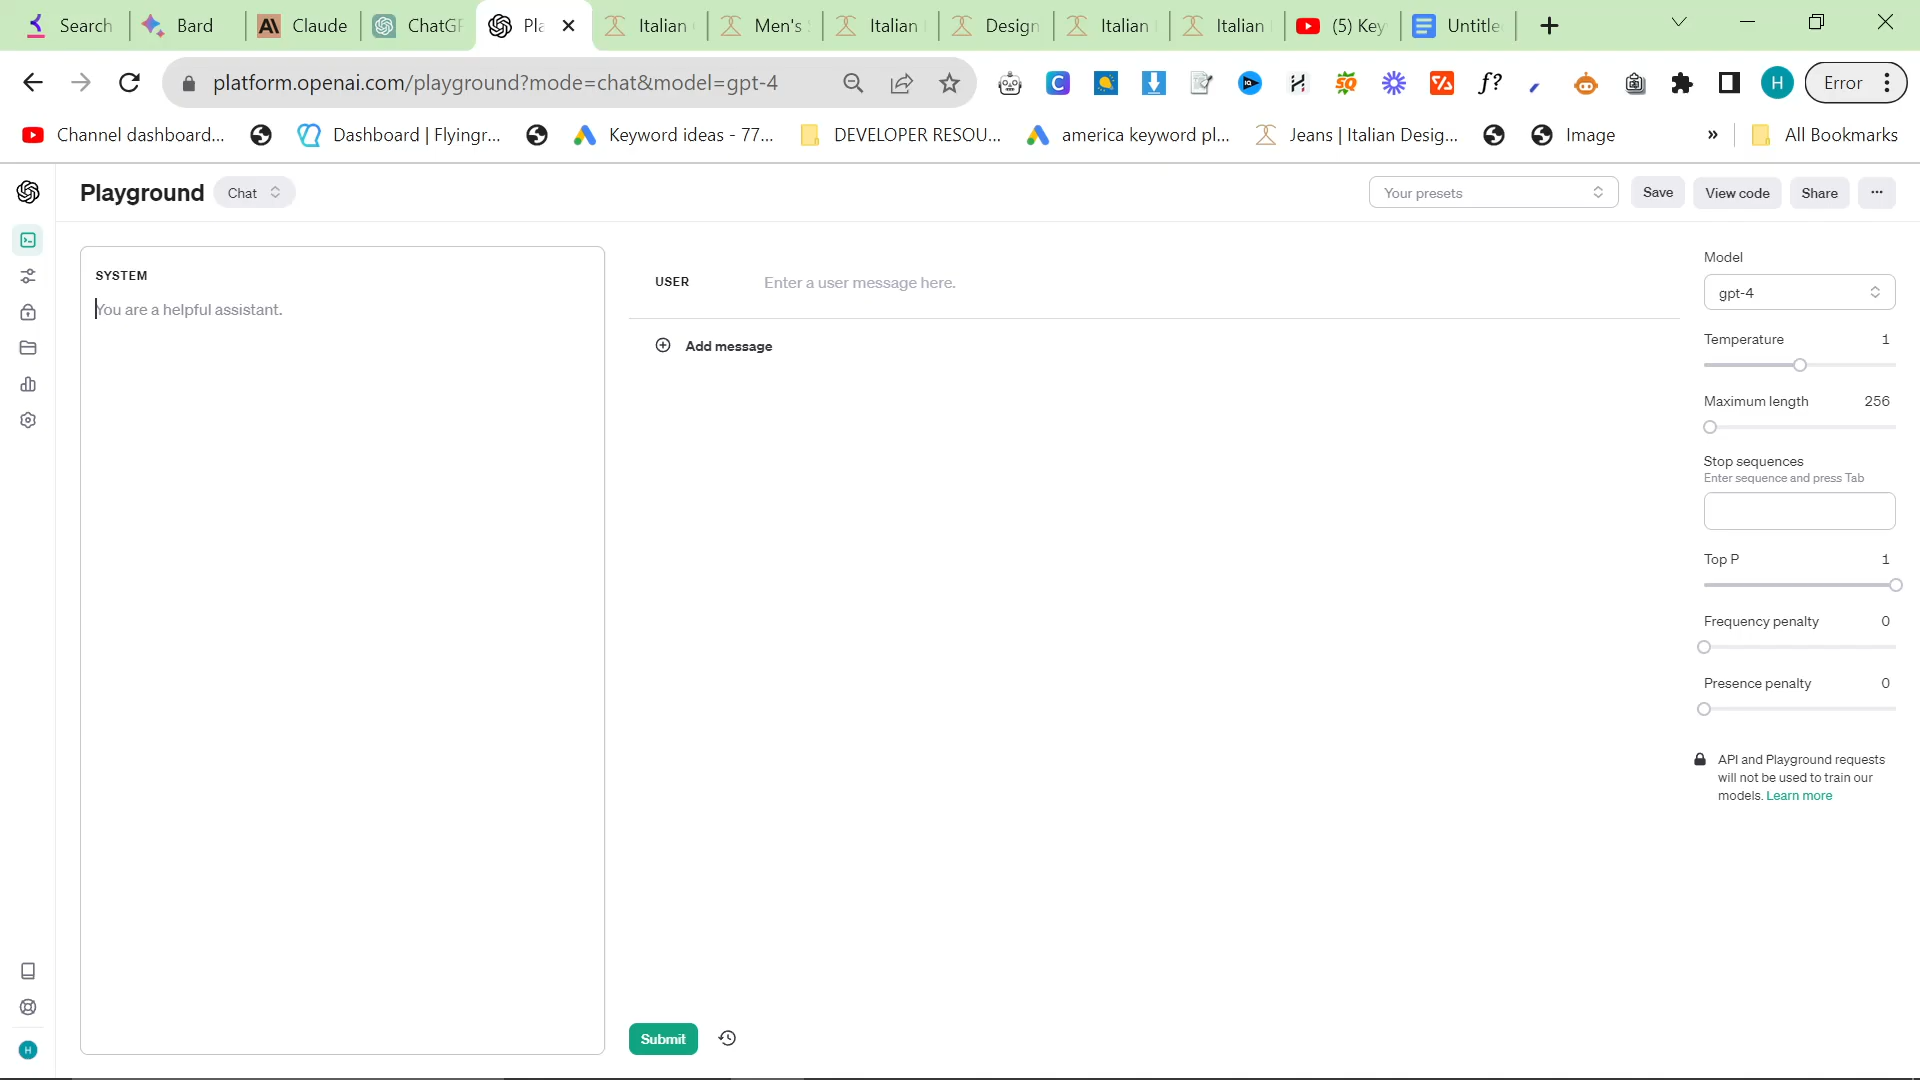 Search
Bard
Claude
ChatGP
Pla
Italian
Men's
Italian
Design
Italian
Italian
(5) Key
Untitle
platform.openai.com/playground?mode=chat&model=gpt-4
Error
Channel dashboard...
Dashboard | Flyingr...
Keyword ideas - 77...
DEVELOPER RESOU...
america keyword pl...
Jeans | Italian Desig...
Image
»
All Bookmarks
Playground
Chat
Your presets
Save
View code
Share
...
SYSTEM
You are a helpful assistant.
USER
Enter a user message here.
Add message
Submit
Model
gpt-4
Temperature 1
Maximum length 256
Stop sequences
Enter sequence and press Tab
Top P 1
Frequency penalty 0
Presence penalty 0
API and Playground requests
will not be used to train our
models. Learn more
H
H